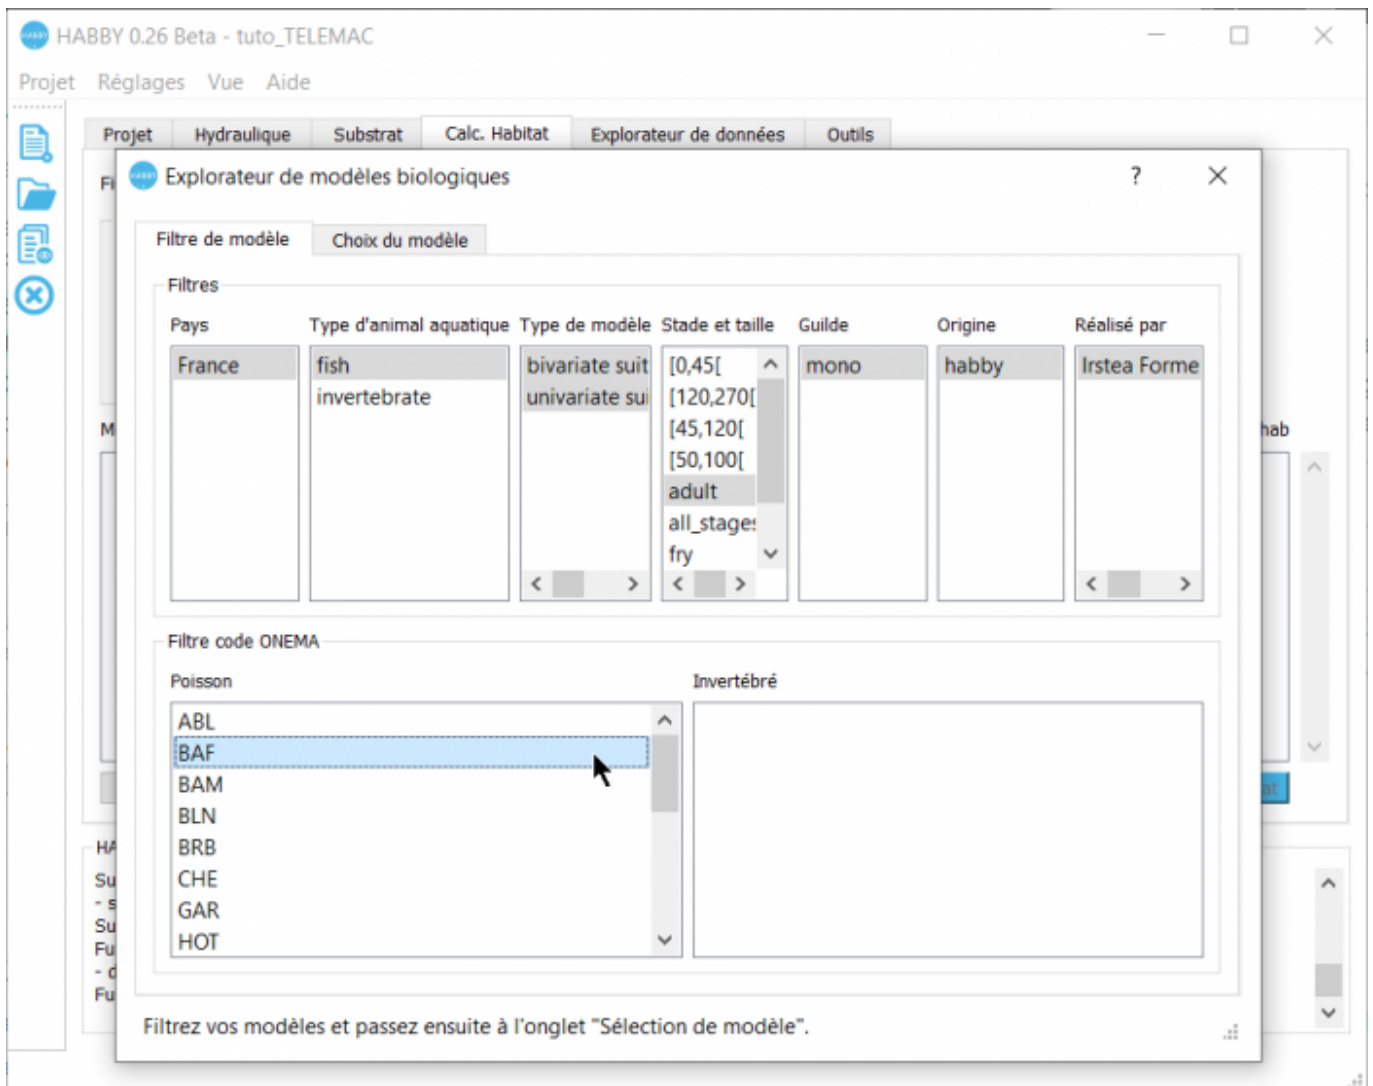 HABBY 0.26 Beta - tuto_TELEMAC
Projet Réglages Vue Aide
Projet Hydraulique Substrat Calc. Habitat Explorateur de données Outils
HABBY Explorateur de modèles biologiques ?
Filtre de modèle Choix du modèle
Filtres
Pays Type d'animal aquatique Type de modèle Stade et taille Guilde Origine Réalisé par
France fish bivariate suit [0,45[ mono habby Irstea Forme
invertebrate univariate sui [120,270[
[45,120[
hab
[50,100[
adult
all_stages
fry
Filtre code ONEMA
Poisson Invertébré
ABL
BAF
BAM
BLN
BRB
CHE
GAR
HOT
Filtrez vos modèles et passez ensuite à l'onglet "Sélection de modèle".